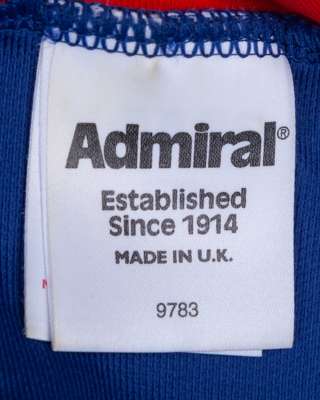 Admiral®
Established
Since 1914
MADE IN U.K.
9783